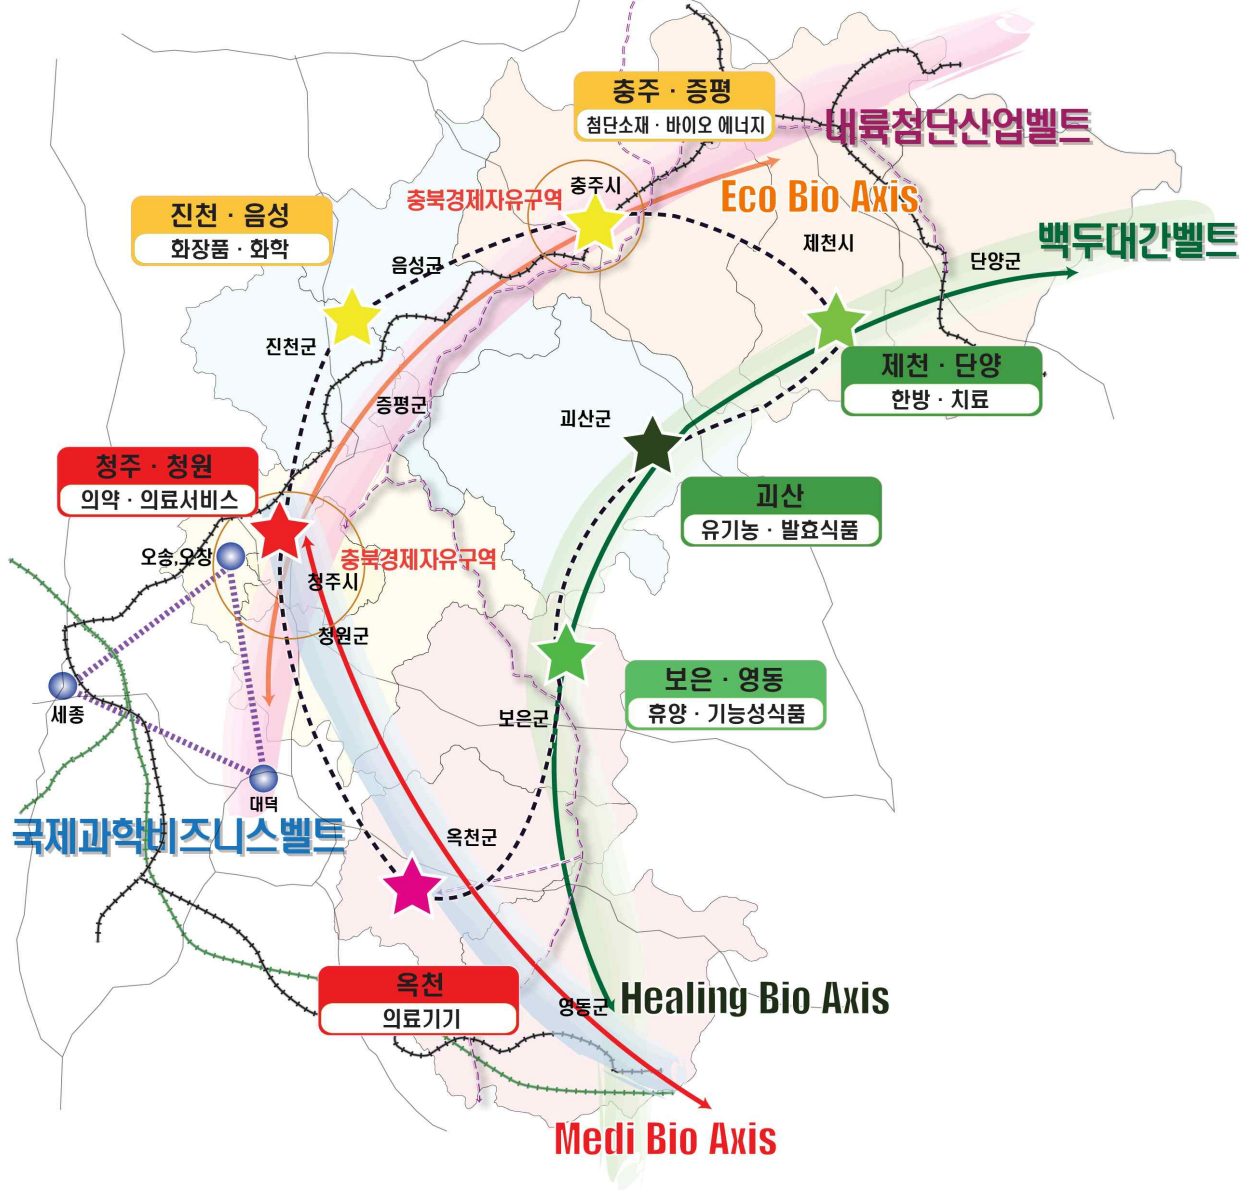 충주 · 증평
첨단소재 · 바이오 에너지
내륙첨단산업벨트
충주시
충북경제자유구역
Eco Bio Axis
진천 · 음성
화장품 · 화학
제천시
백두대간벨트
음성군
단양군
진천군
제천 · 단양
한방 · 치료
증평군
괴산군
청주 · 청원
의약 · 의료서비스
괴산
유기농 · 발효식품
오송,오창
충북경제자유구역
청주시
청원군
보은 · 영동
휴양 · 기능성식품
세종
보은군
대덕
국제과학비즈니스벨트
옥천군
옥천
의료기기
영동군
Healing Bio Axis
Medi Bio Axis